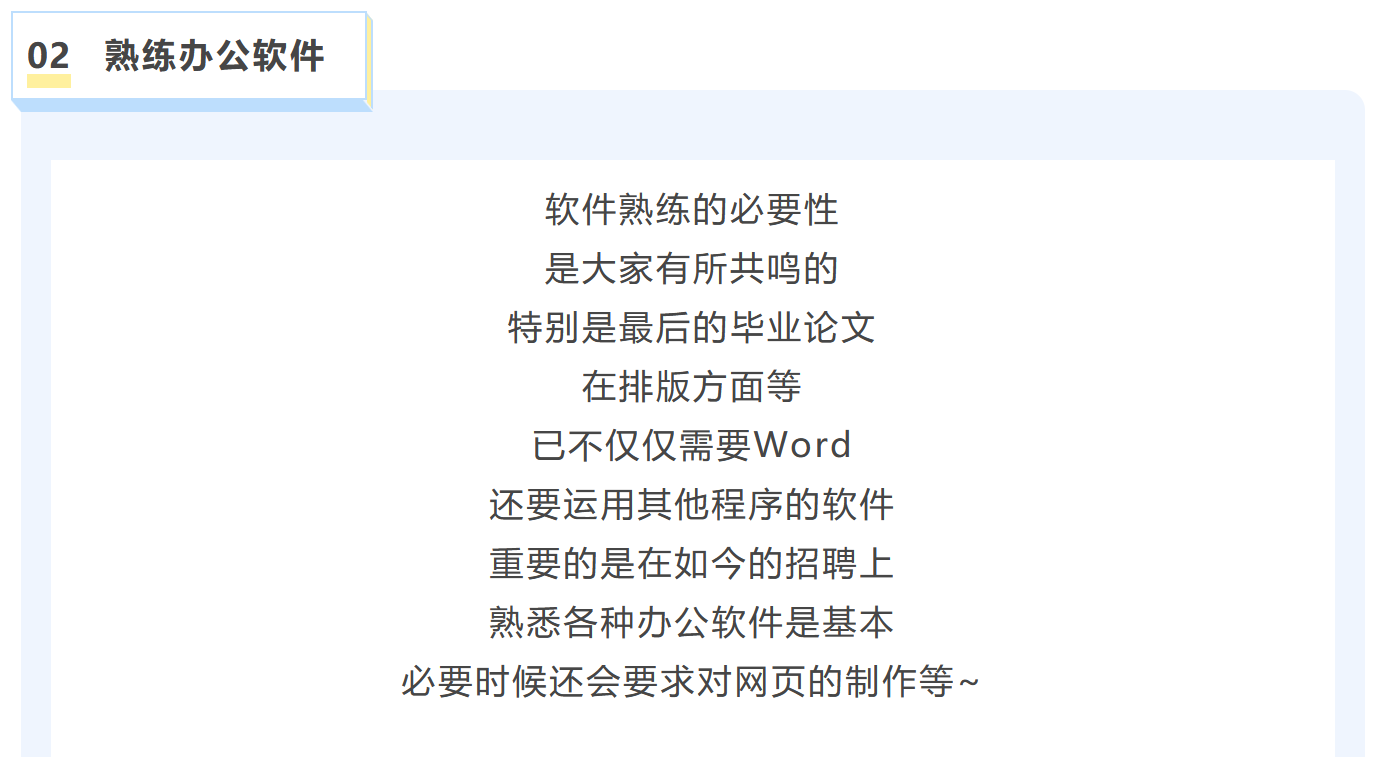 02 熟练办公软件
软件熟练的必要性
是大家有所共鸣的
特别是最后的毕业论文
在排版方面等
已不仅仅需要Word
还要运用其他程序的软件
重要的是在如今的招聘上
熟悉各种办公软件是基本
必要时候还会要求对网页的制作等~